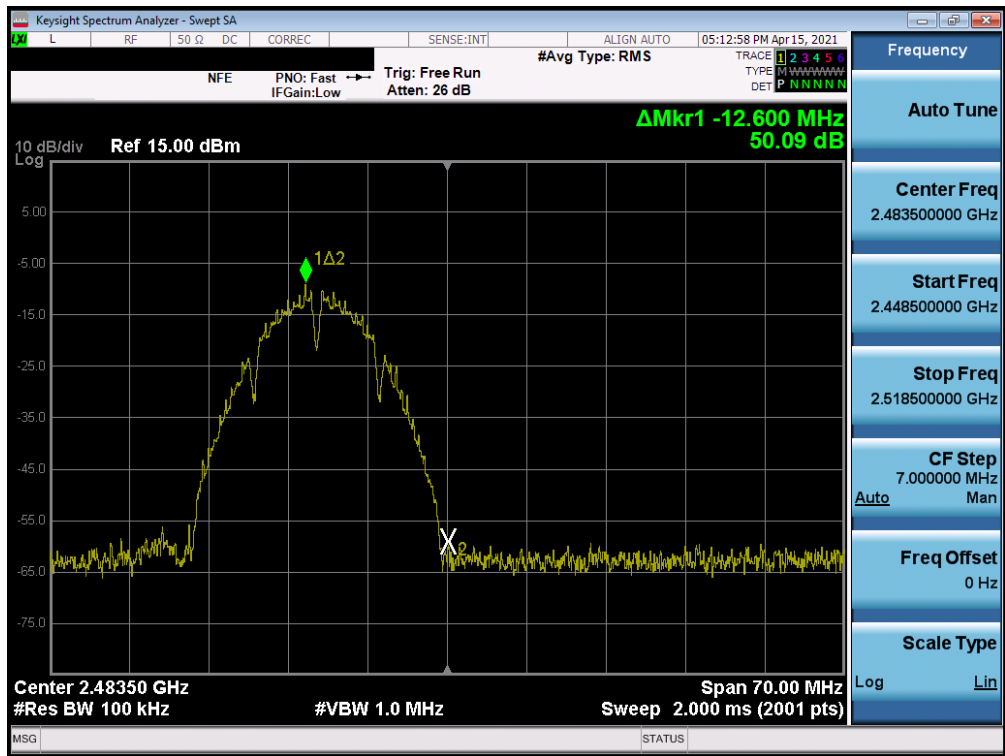 Keysight Spectrum Analyzer - Swept SA
LXI L RF 50 Ω DC CORREC SENSE:INT ALIGN AUTO 05:12:58 PM Apr 15, 2021
NFE PNO: Fast Trig: Free Run #Avg Type: RMS TRACE 1 2 3 4 5 6
IFGain:Low Atten: 26 dB TYPE M WWWWW
DET P N N N N N
ΔMkr1 -12.600 MHz
50.09 dB
10 dB/div Ref 15.00 dBm
Log
5.00
-5.00
-15.0
-25.0
-35.0
-45.0
-55.0
-65.0
-75.0
1Δ2
X2
Center 2.48350 GHz Span 70.00 MHz
#Res BW 100 kHz #VBW 1.0 MHz Sweep 2.000 ms (2001 pts)
MSG STATUS
Frequency
Auto Tune
Center Freq
2.483500000 GHz
Start Freq
2.448500000 GHz
Stop Freq
2.518500000 GHz
CF Step
7.000000 MHz
Auto Man
Freq Offset
0 Hz
Scale Type
Log Lin